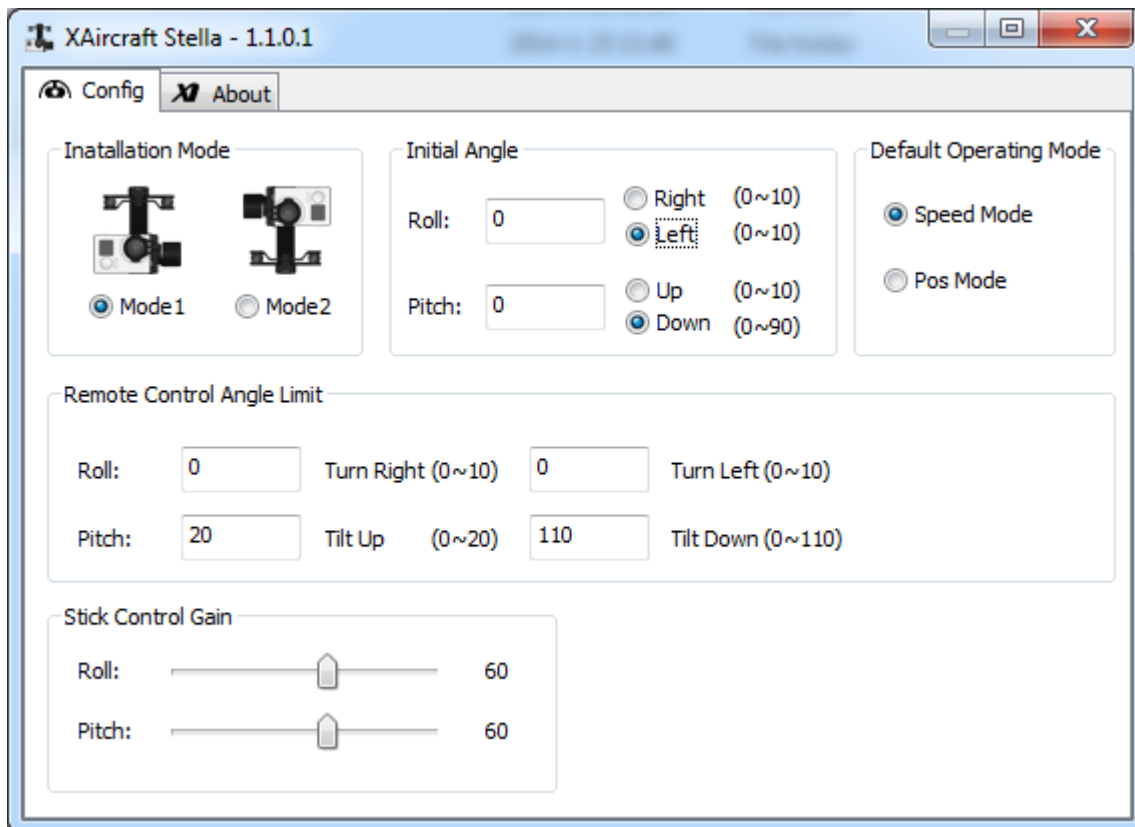 XAircraft Stella - 1.1.0.1
Config
X1 About
Inatallation Mode
Mode1
Mode2
Initial Angle
Roll: 0
Right (0~10)
Left (0~10)
Pitch: 0
Up (0~10)
Down (0~90)
Default Operating Mode
Speed Mode
Pos Mode
Remote Control Angle Limit
Roll: 0 Turn Right (0~10) 0 Turn Left (0~10)
Pitch: 20 Tilt Up (0~20) 110 Tilt Down (0~110)
Stick Control Gain
Roll: 60
Pitch: 60